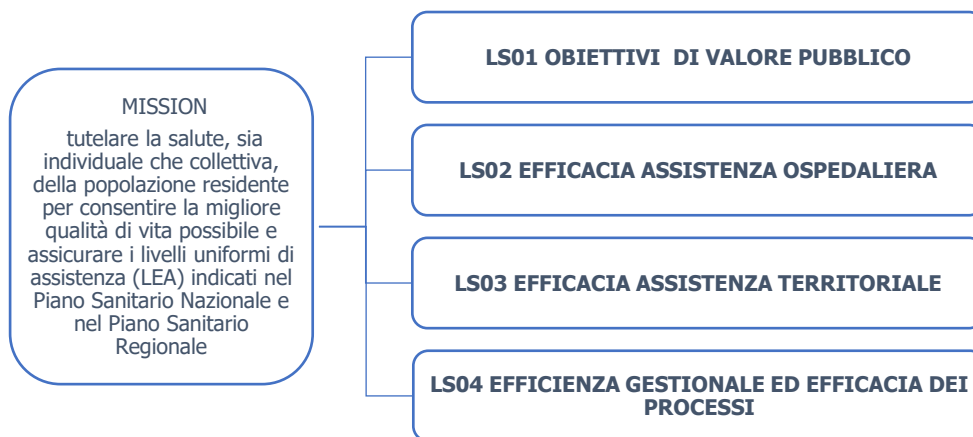 MISSION
tutelare la salute, sia
individuale che collettiva,
della popolazione residente
per consentire la migliore
qualità di vita possibile e
assicurare i livelli uniformi di
assistenza (LEA) indicati nel
Piano Sanitario Nazionale e
nel Piano Sanitario
Regionale
LS01 OBIETTIVI  DI VALORE PUBBLICO
LS02 EFFICACIA ASSISTENZA OSPEDALIERA
LS03 EFFICACIA ASSISTENZA TERRITORIALE
LS04 EFFICIENZA GESTIONALE ED EFFICACIA DEI
PROCESSI